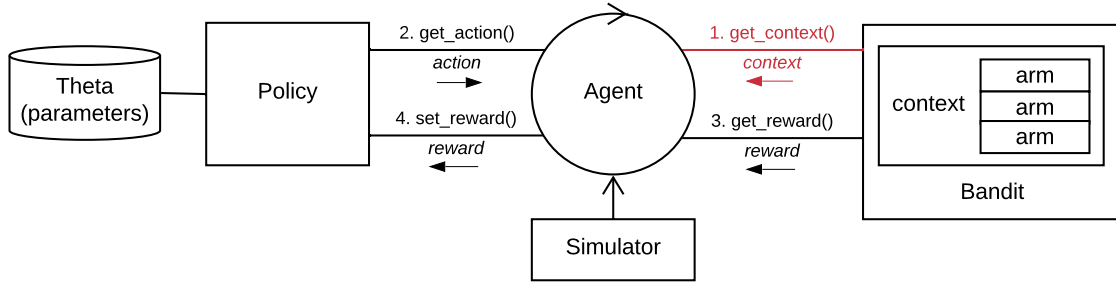 Theta
(parameters)
Policy
2. get_action()
action
4. set_reward()
reward
Agent
Simulator
1. get_context()
context
3. get_reward()
reward
context
arm
arm
arm
Bandit